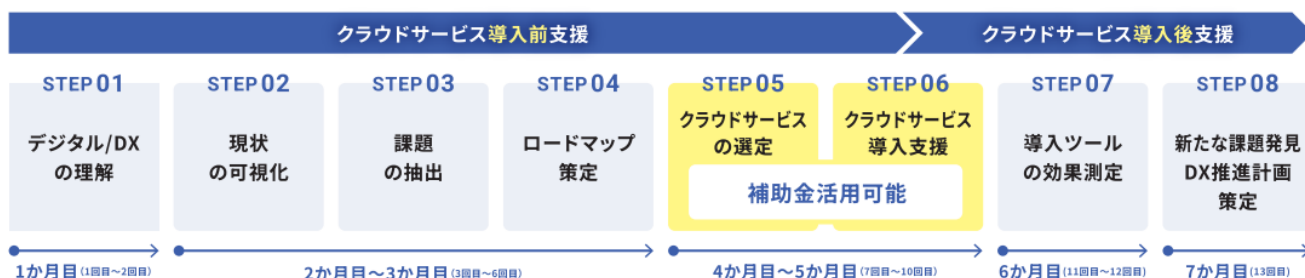 クラウドサービス導入前支援
クラウドサービス導入後支援
STEP 01
デジタル/DX
の理解
STEP 02
現状
の可視化
STEP 03
課題
の抽出
STEP 04
ロードマップ
策定
STEP 05
クラウドサービス
の選定
STEP 06
クラウドサービス
導入支援
補助金活用可能
STEP 07
導入ツール
の効果測定
STEP 08
新たな課題発見
DX推進計画
策定
1か月目(1回目〜2回目)
2か月目〜3か月目(3回目〜6回目)
4か月目〜5か月目(7回目〜10回目)
6か月目(11回目〜12回目)
7か月目(13回目)